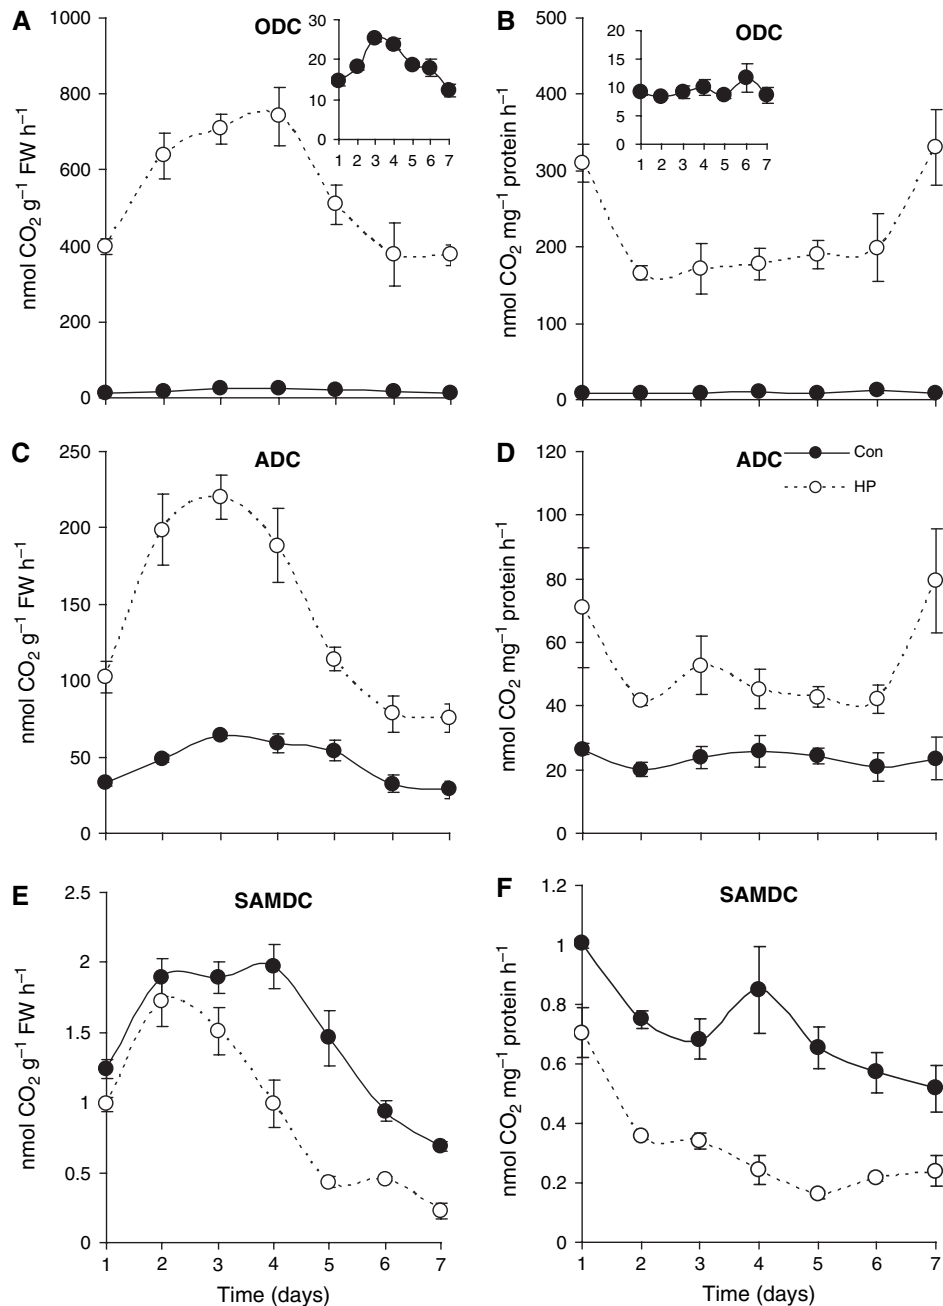 A
ODC
nmol CO₂ g⁻¹ FW h⁻¹
1000
800
600
400
200
0
30
20
10
0
1 2 3 4 5 6 7
B
ODC
nmol CO₂ mg⁻¹ protein h⁻¹
500
400
300
200
100
0
20
15
10
5
0
1 2 3 4 5 6 7
C
ADC
nmol CO₂ g⁻¹ FW h⁻¹
250
200
150
100
50
0
D
ADC
Con
HP
nmol CO₂ mg⁻¹ protein h⁻¹
120
100
80
60
40
20
0
E
SAMDC
nmol CO₂ g⁻¹ FW h⁻¹
2.5
2
1.5
1
0.5
0
1 2 3 4 5 6 7
Time (days)
F
SAMDC
nmol CO₂ mg⁻¹ protein h⁻¹
1.2
1
0.8
0.6
0.4
0.2
0
1 2 3 4 5 6 7
Time (days)